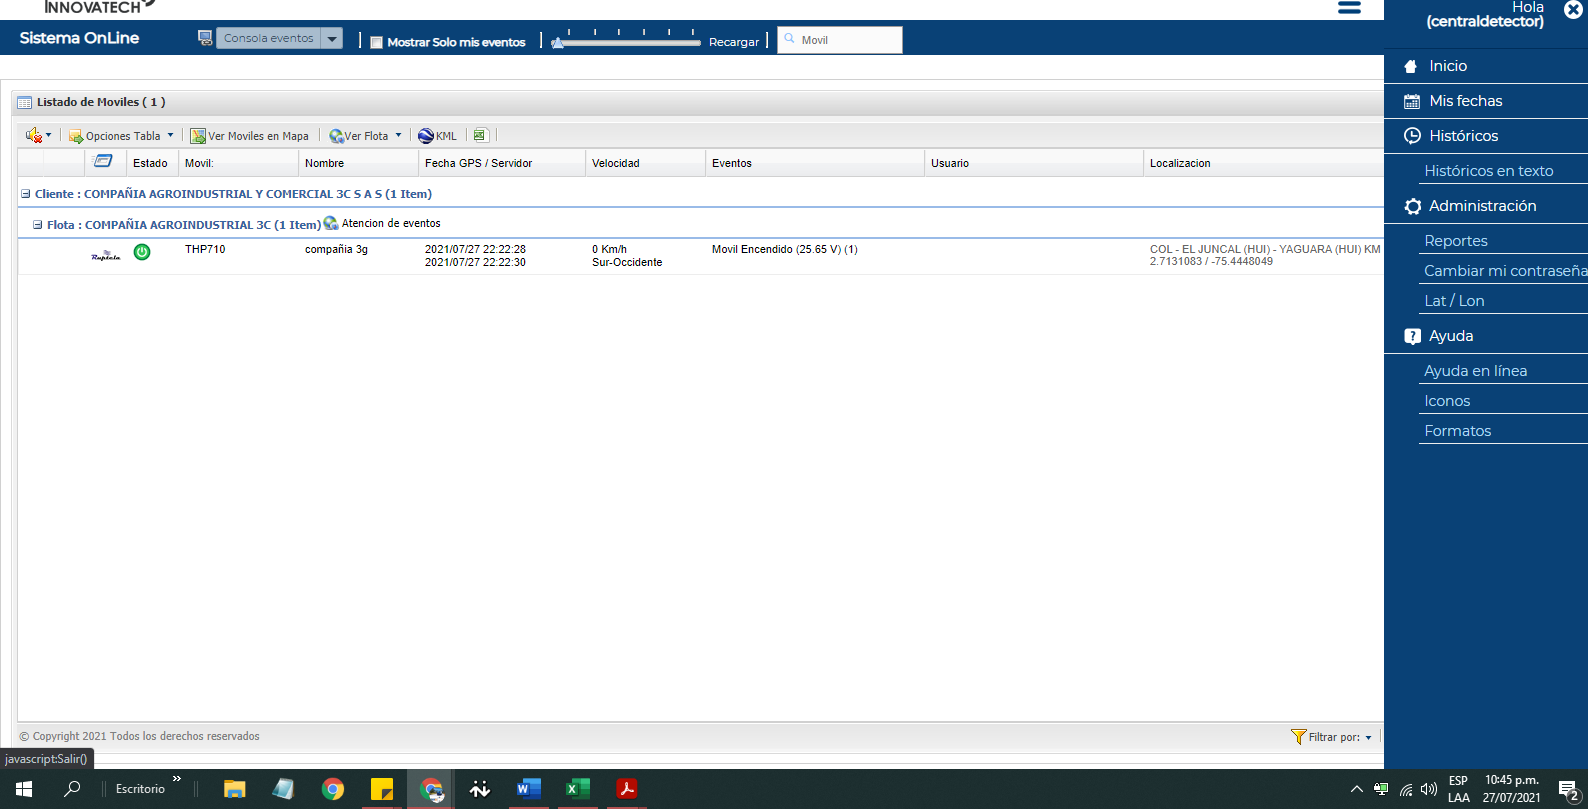 INNOVATECH
Hola
(centraldetector)
Sistema OnLine
Consola eventos
Mostrar Solo mis eventos
Recargar
Movil
Inicio
Mis fechas
Históricos
Históricos en texto
Administración
Reportes
Cambiar mi contraseña
Lat / Lon
Ayuda
Ayuda en línea
Iconos
Formatos
Listado de Moviles ( 1 )
Opciones Tabla
Ver Moviles en Mapa
Ver Flota
KML
Estado Movil: Nombre Fecha GPS / Servidor Velocidad Eventos Usuario Localizacion
Cliente : COMPAÑIA AGROINDUSTRIAL Y COMERCIAL 3C S A S (1 Item)
Flota : COMPAÑIA AGROINDUSTRIAL 3C (1 Item) Atencion de eventos
Ruptela THP710 compañia 3g 2021/07/27 22:22:28 0 Km/h Movil Encendido (25.65 V) (1) COL - EL JUNCAL (HUI) - YAGUARA (HUI) KM
2021/07/27 22:22:30 Sur-Occidente 2.7131083 / -75.4448049
© Copyright 2021 Todos los derechos reservados
Filtrar por:
javascript:Salir()
Escritorio
ESP
LAA
10:45 p.m.
27/07/2021
2